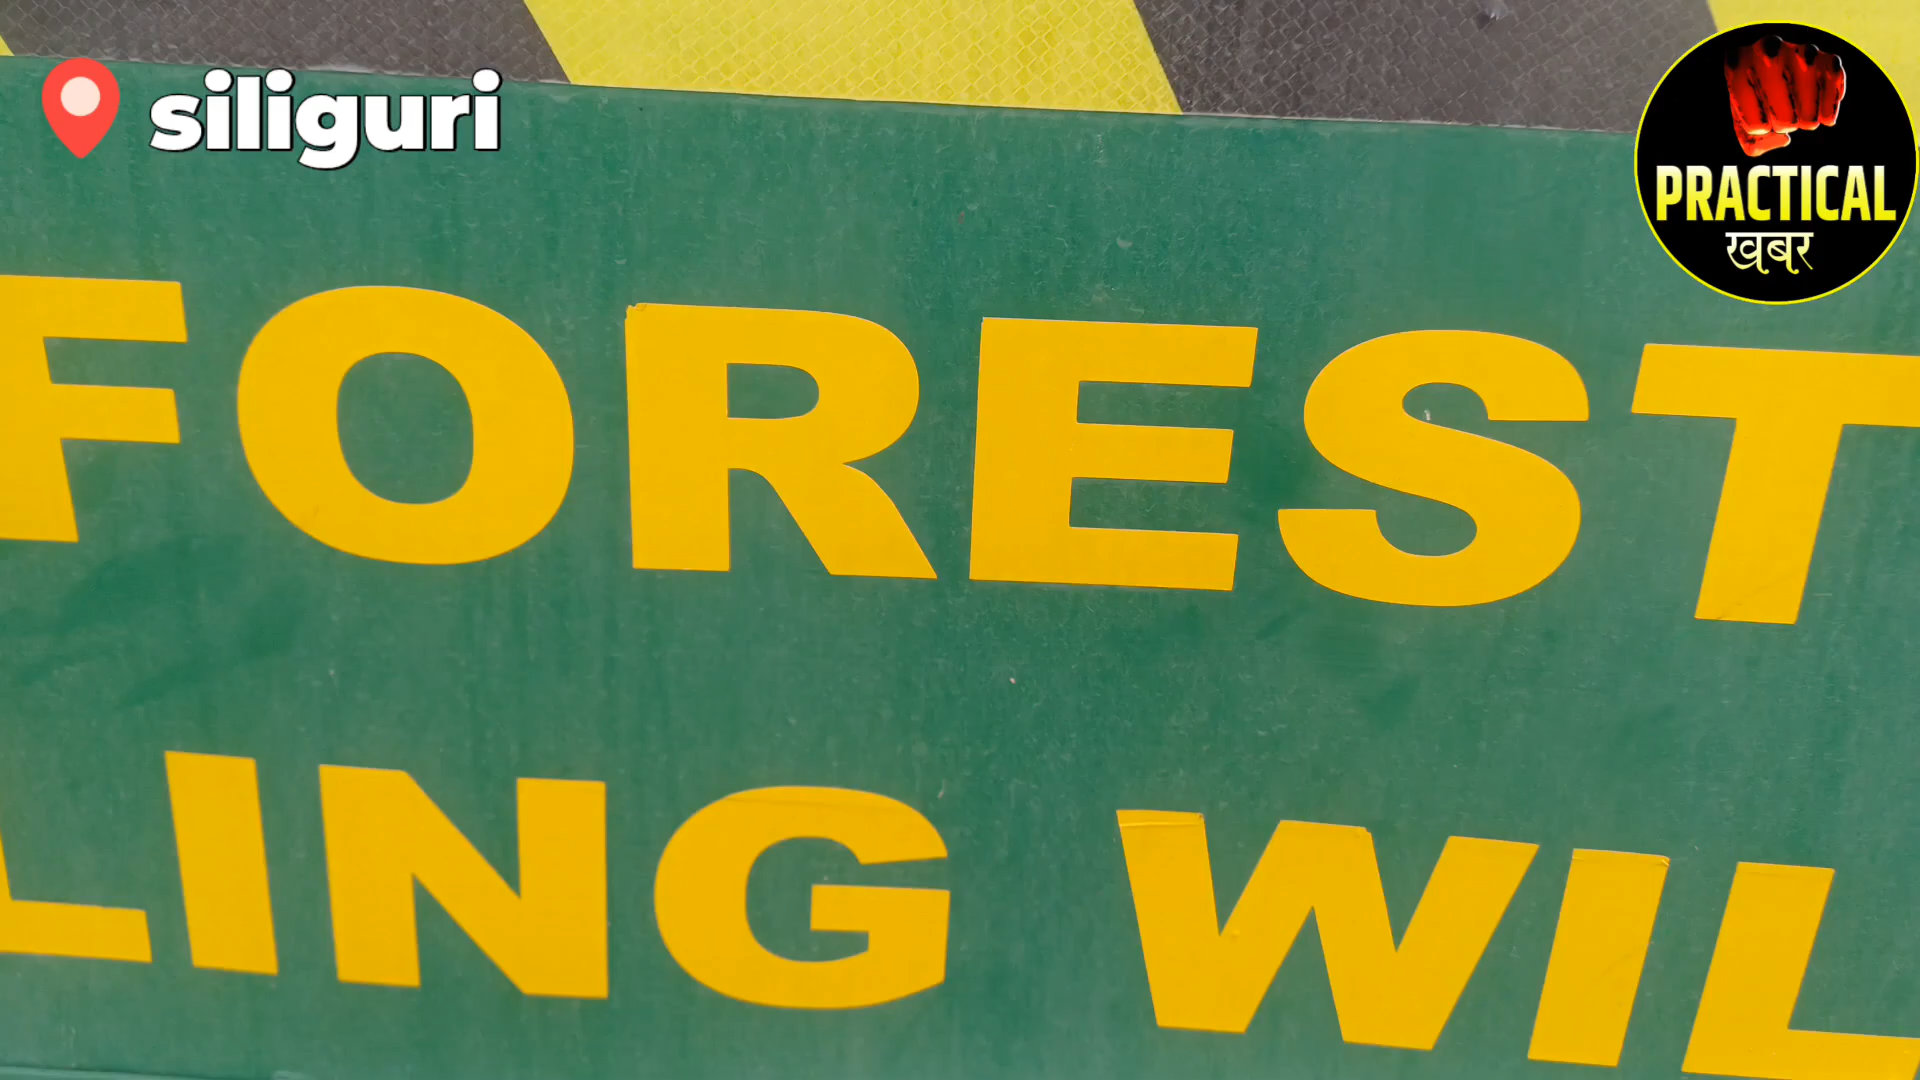 siliguri
PRACTICAL
खबर
FOREST
LING WIL